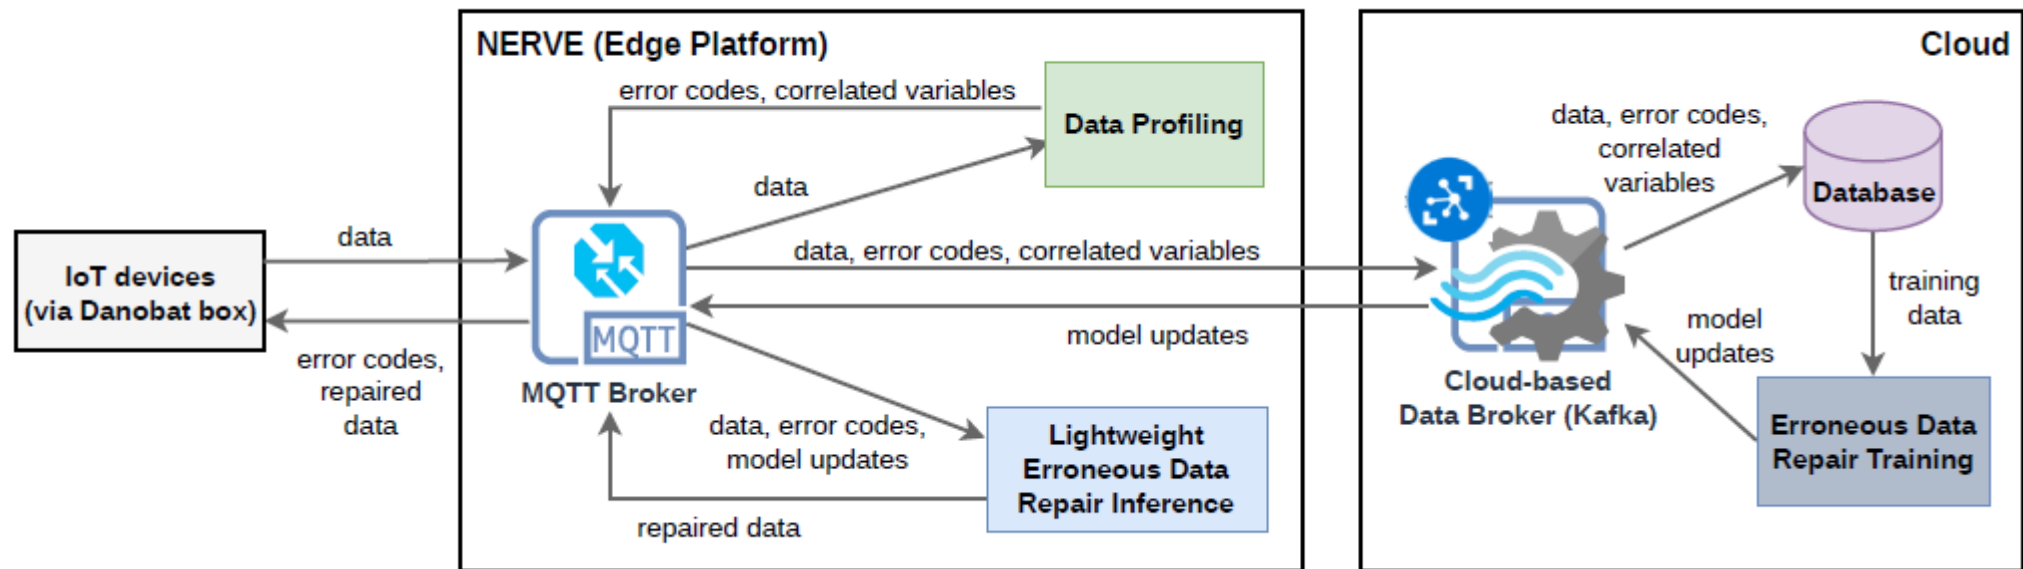 NERVE (Edge Platform)
Cloud
error codes, correlated variables
Data Profiling
data, error codes,
correlated
variables
Database
data
data
IoT devices
(via Danobat box)
data, error codes, correlated variables
training
data
model updates
model
updates
MQTT
MQTT Broker
error codes,
repaired
data
Cloud-based
Data Broker (Kafka)
data, error codes,
model updates
Lightweight
Erroneous Data
Repair Inference
Erroneous Data
Repair Training
repaired data